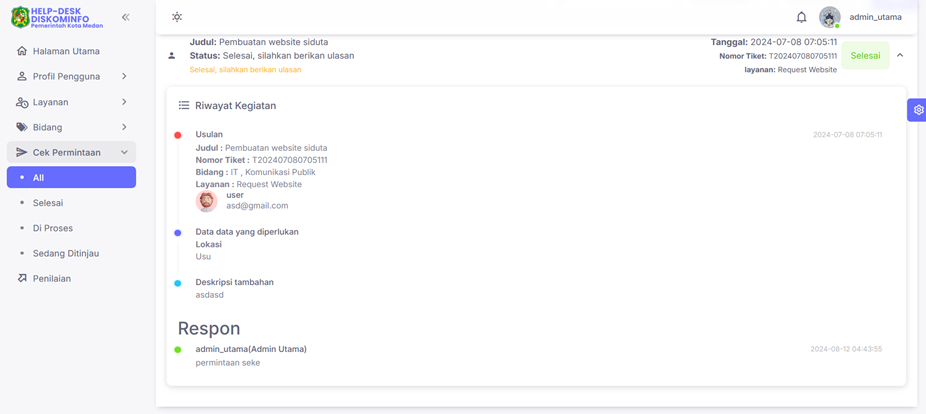 HELP-DESK
DISKOMINFO
Pemerintah Kota Medan
Halaman Utama
Profil Pengguna
Layanan
Bidang
Cek Permintaan
All
Selesai
Di Proses
Sedang Ditinjau
Penilaian
admin_utama
Judul: Pembuatan website siduta
Status: Selesai, silahkan berikan ulasan
Selesai, silahkan berikan ulasan
Tanggal: 2024-07-08 07:05:11
Nomor Tiket: T202407080705111
layanan: Request Website
Selesai
Riwayat Kegiatan
Usulan
2024-07-08 07:05:11
Judul : Pembuatan website siduta
Nomor Tiket : T202407080705111
Bidang : IT , Komunikasi Publik
Layanan : Request Website
user
asd@gmail.com
Data data yang diperlukan
Lokasi
Usu
Deskripsi tambahan
asdasd
Respon
admin_utama(Admin Utama)
2024-08-12 04:43:55
permintaan seke